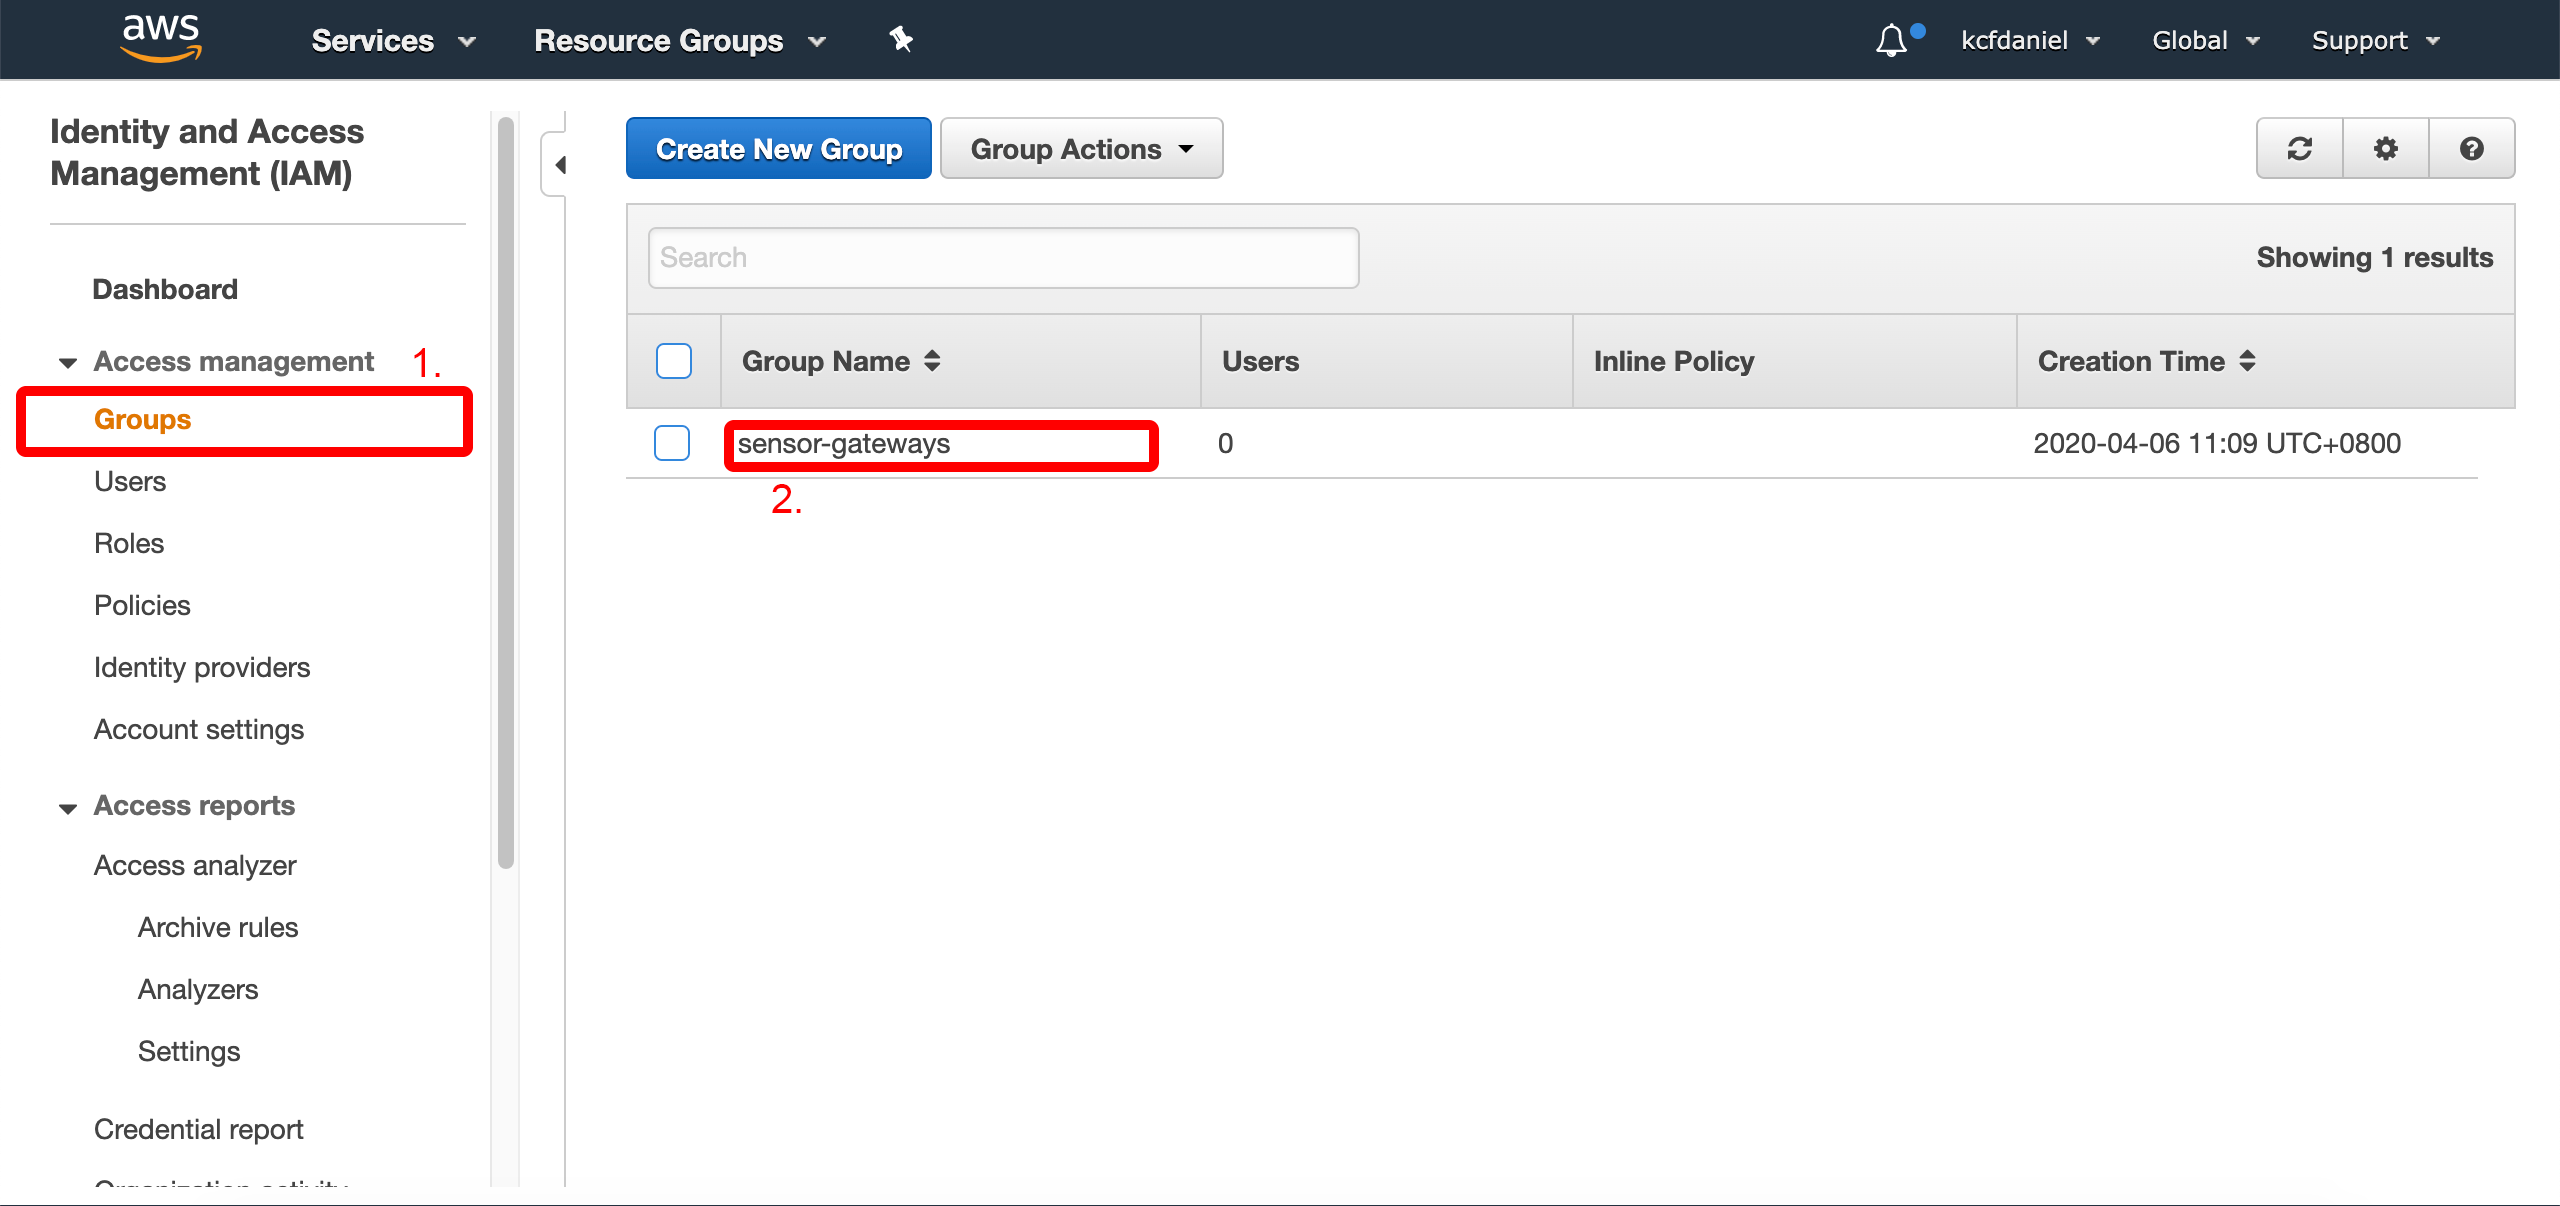 aws
Services
Resource Groups
kcfdaniel
Global
Support
Identity and Access
Management (IAM)
Dashboard
Access management
1.
Groups
Users
Roles
Policies
Identity providers
Account settings
Access reports
Access analyzer
Archive rules
Analyzers
Settings
Credential report
Organization activity
Create New Group
Group Actions
Search
Showing 1 results
Group Name
Users
Inline Policy
Creation Time
sensor-gateways
0
2020-04-06 11:09 UTC+0800
2.